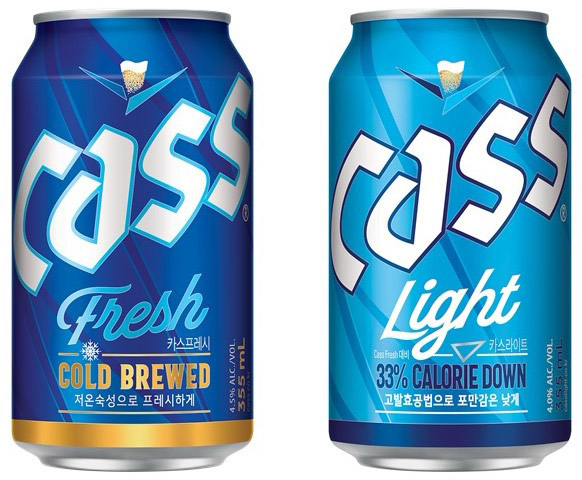 cass
®
Fresh
카스프레시
COLD BREWED
저온숙성으로 프레시하게
4.5% ALC./VOL.
355 mL
cass
®
Light
Cass Fresh 대비
카스라이트
33% CALORIE DOWN
고발효공법으로 포만감은 낮게
4.0% ALC./VOL.
355 mL